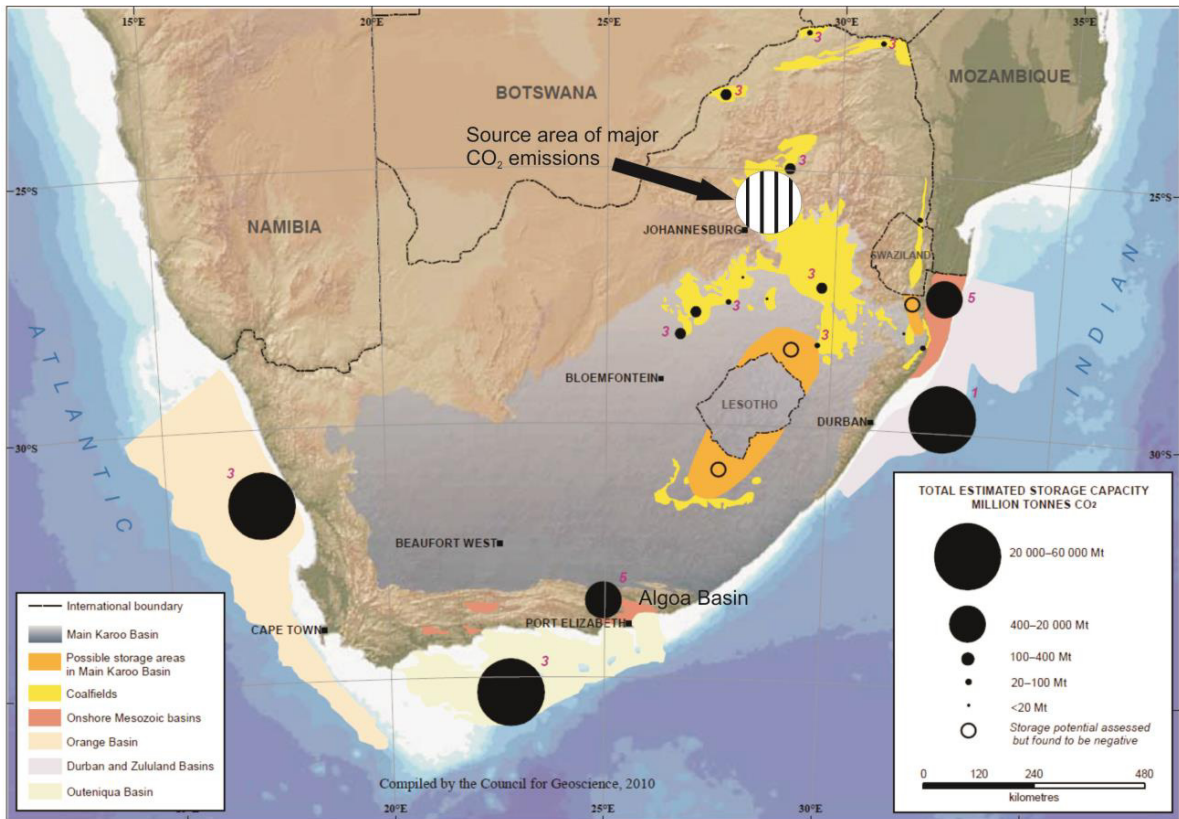 15°E
20°E
25°E
30°E
35°E
3
3
MOZAMBIQUE
BOTSWANA
3
Source area of major
CO2 emissions
3
25°S
25°S
NAMIBIA
JOHANNESBURG
SWAZILAND
3
5
3
3
3
ATLANTIC
INDIAN
BLOEMFONTEIN
LESOTHO
DURBAN
1
30°S
30°S
3
BEAUFORT WEST
5
Algoa Basin
CAPE TOWN
PORT ELIZABETH
3
Compiled by the Council for Geoscience, 2010
20°E
25°E
30°E
International boundary
Main Karoo Basin
Possible storage areas
in Main Karoo Basin
Coalfields
Onshore Mesozoic basins
Orange Basin
Durban and Zululand Basins
Outeniqua Basin
TOTAL ESTIMATED STORAGE CAPACITY
MILLION TONNES CO2
20 000–60 000 Mt
400–20 000 Mt
100–400 Mt
20–100 Mt
<20 Mt
Storage potential assessed
but found to be negative
0 120 240 480
kilometres